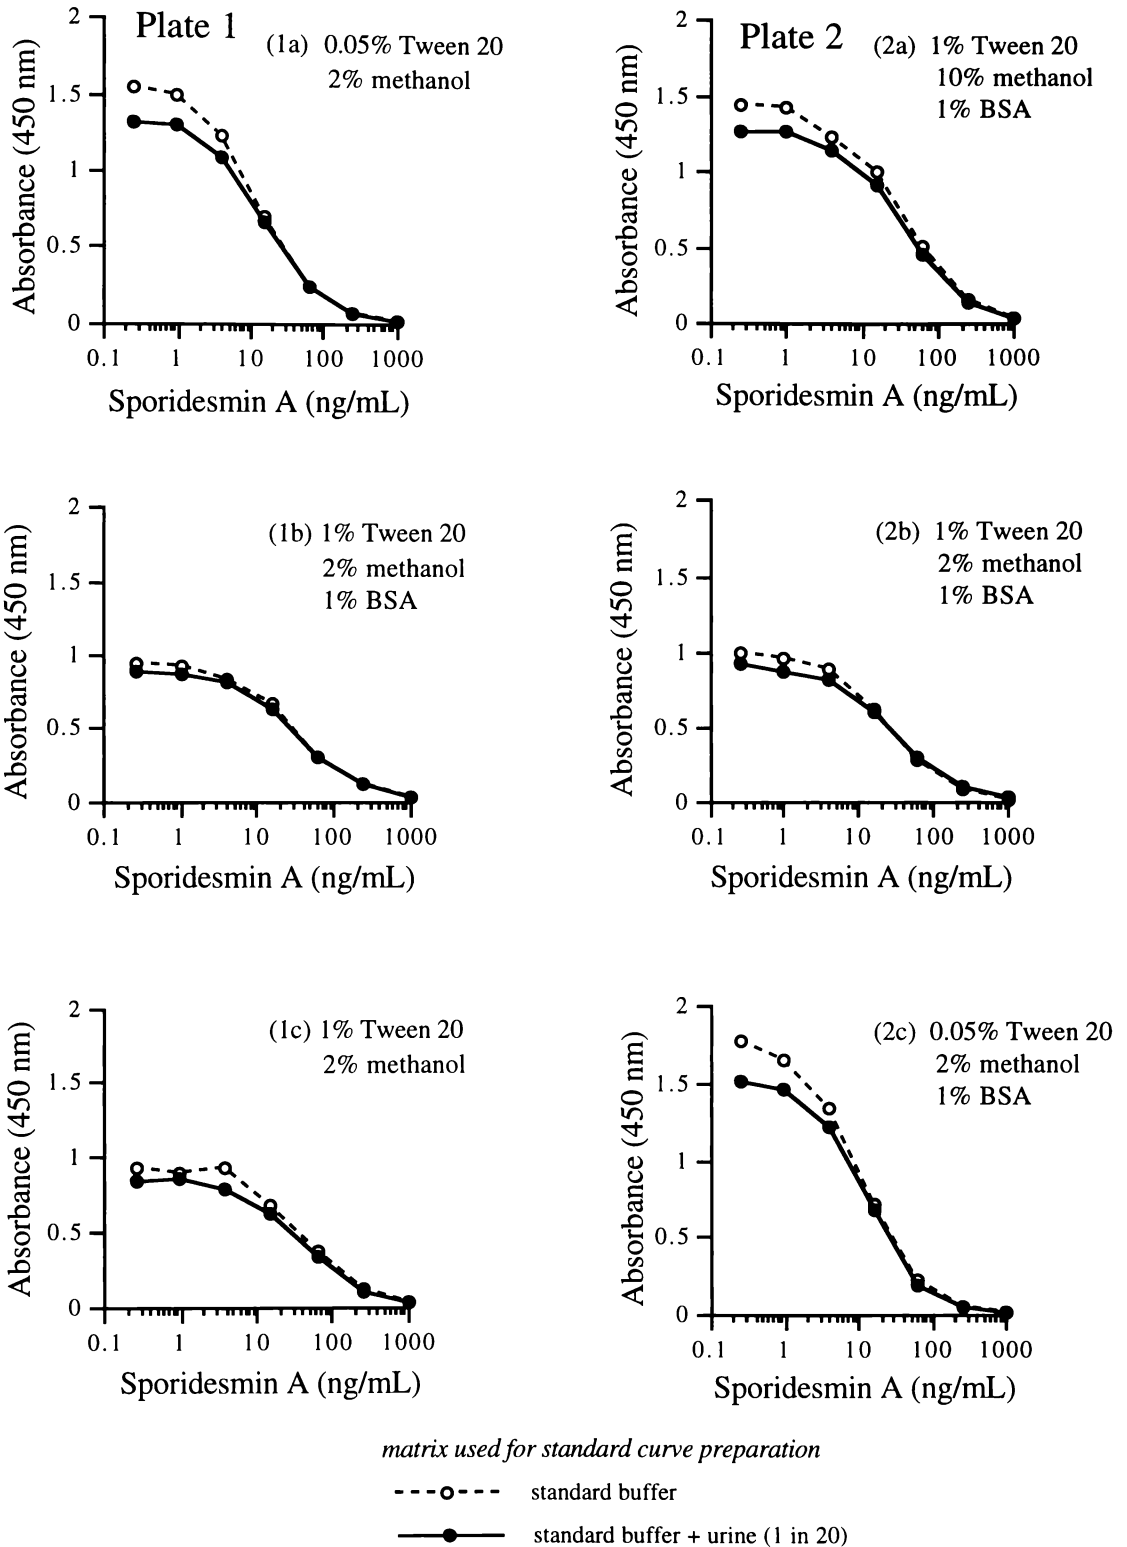 Plate 1
(1a) 0.05% Tween 20
2% methanol
Absorbance (450 nm)
2
1.5
1
0.5
0
0.1 1 10 100 1000
Sporidesmin A (ng/mL)
Plate 2
(2a) 1% Tween 20
10% methanol
1% BSA
Absorbance (450 nm)
2
1.5
1
0.5
0
0.1 1 10 100 1000
Sporidesmin A (ng/mL)
(1b) 1% Tween 20
2% methanol
1% BSA
Absorbance (450 nm)
2
1.5
1
0.5
0
0.1 1 10 100 1000
Sporidesmin A (ng/mL)
(2b) 1% Tween 20
2% methanol
1% BSA
Absorbance (450 nm)
2
1.5
1
0.5
0
0.1 1 10 100 1000
Sporidesmin A (ng/mL)
(1c) 1% Tween 20
2% methanol
Absorbance (450 nm)
2
1.5
1
0.5
0
0.1 1 10 100 1000
Sporidesmin A (ng/mL)
(2c) 0.05% Tween 20
2% methanol
1% BSA
Absorbance (450 nm)
2
1.5
1
0.5
0
0.1 1 10 100 1000
Sporidesmin A (ng/mL)
matrix used for standard curve preparation
standard buffer
standard buffer + urine (1 in 20)